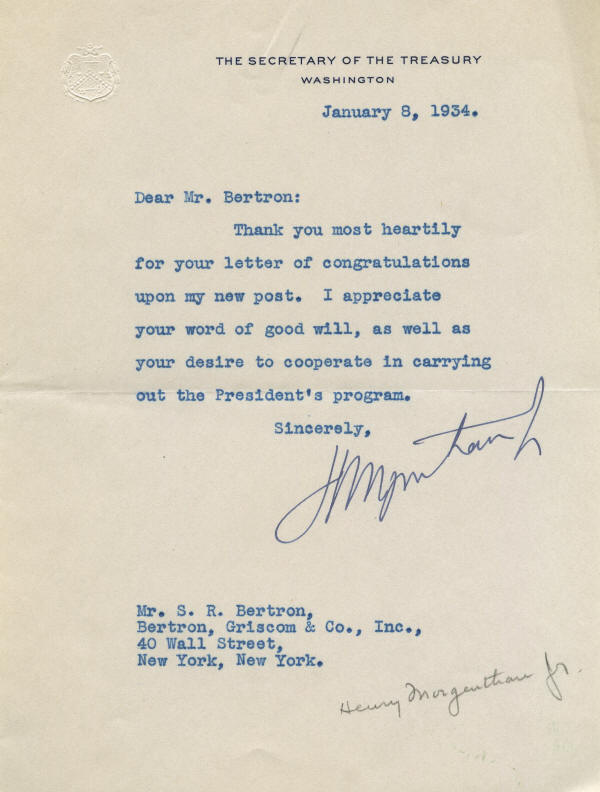 THE SECRETARY OF THE TREASURY
WASHINGTON
January 8, 1934.
Dear Mr. Bertron:
Thank you most heartily
for your letter of congratulations
upon my new post. I appreciate
your word of good will, as well as
your desire to cooperate in carrying
out the President's program.
Sincerely,
H Morgenthau Jr
Mr. S. R. Bertron,
Bertron, Griscom & Co., Inc.,
40 Wall Street,
New York, New York.
Henry Morgenthau Jr.